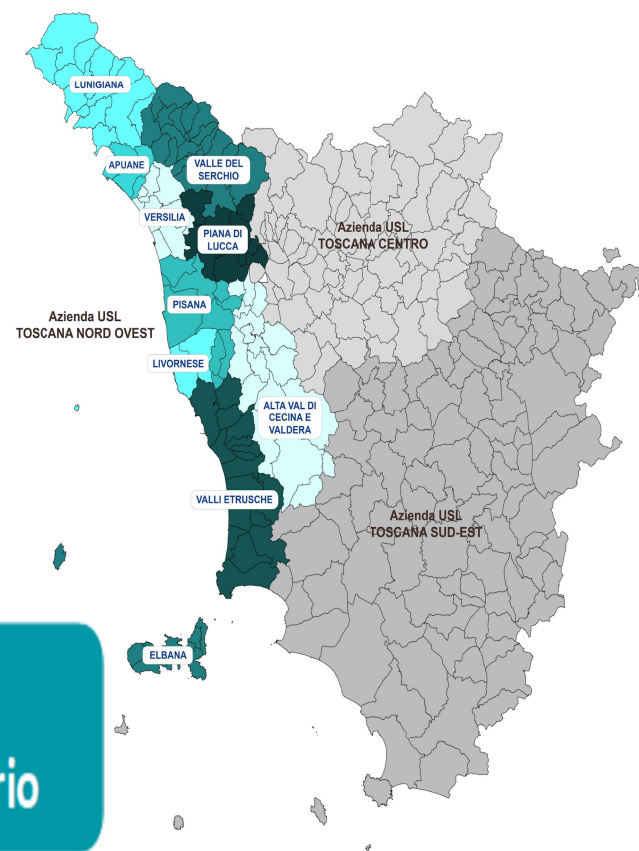 LUNIGIANA
APUANE
VALLE DEL
SERCHIO
VERSILIA
PIANA DI
LUCCA
Azienda USL
TOSCANA CENTRO
PISANA
Azienda USL
TOSCANA NORD OVEST
LIVORNESE
ALTA VAL DI
CECINA E
VALDERA
VALLI ETRUSCHE
Azienda USL
TOSCANA SUD-EST
ELBANA
rio